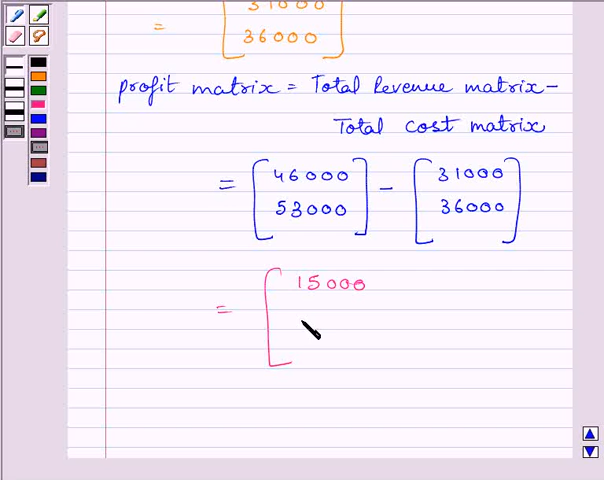 31000
= 36000
profit matrix = Total Revenue matrix -
Total cost matrix
= [46000] - [31000]
[53000] [36000]
15000
=